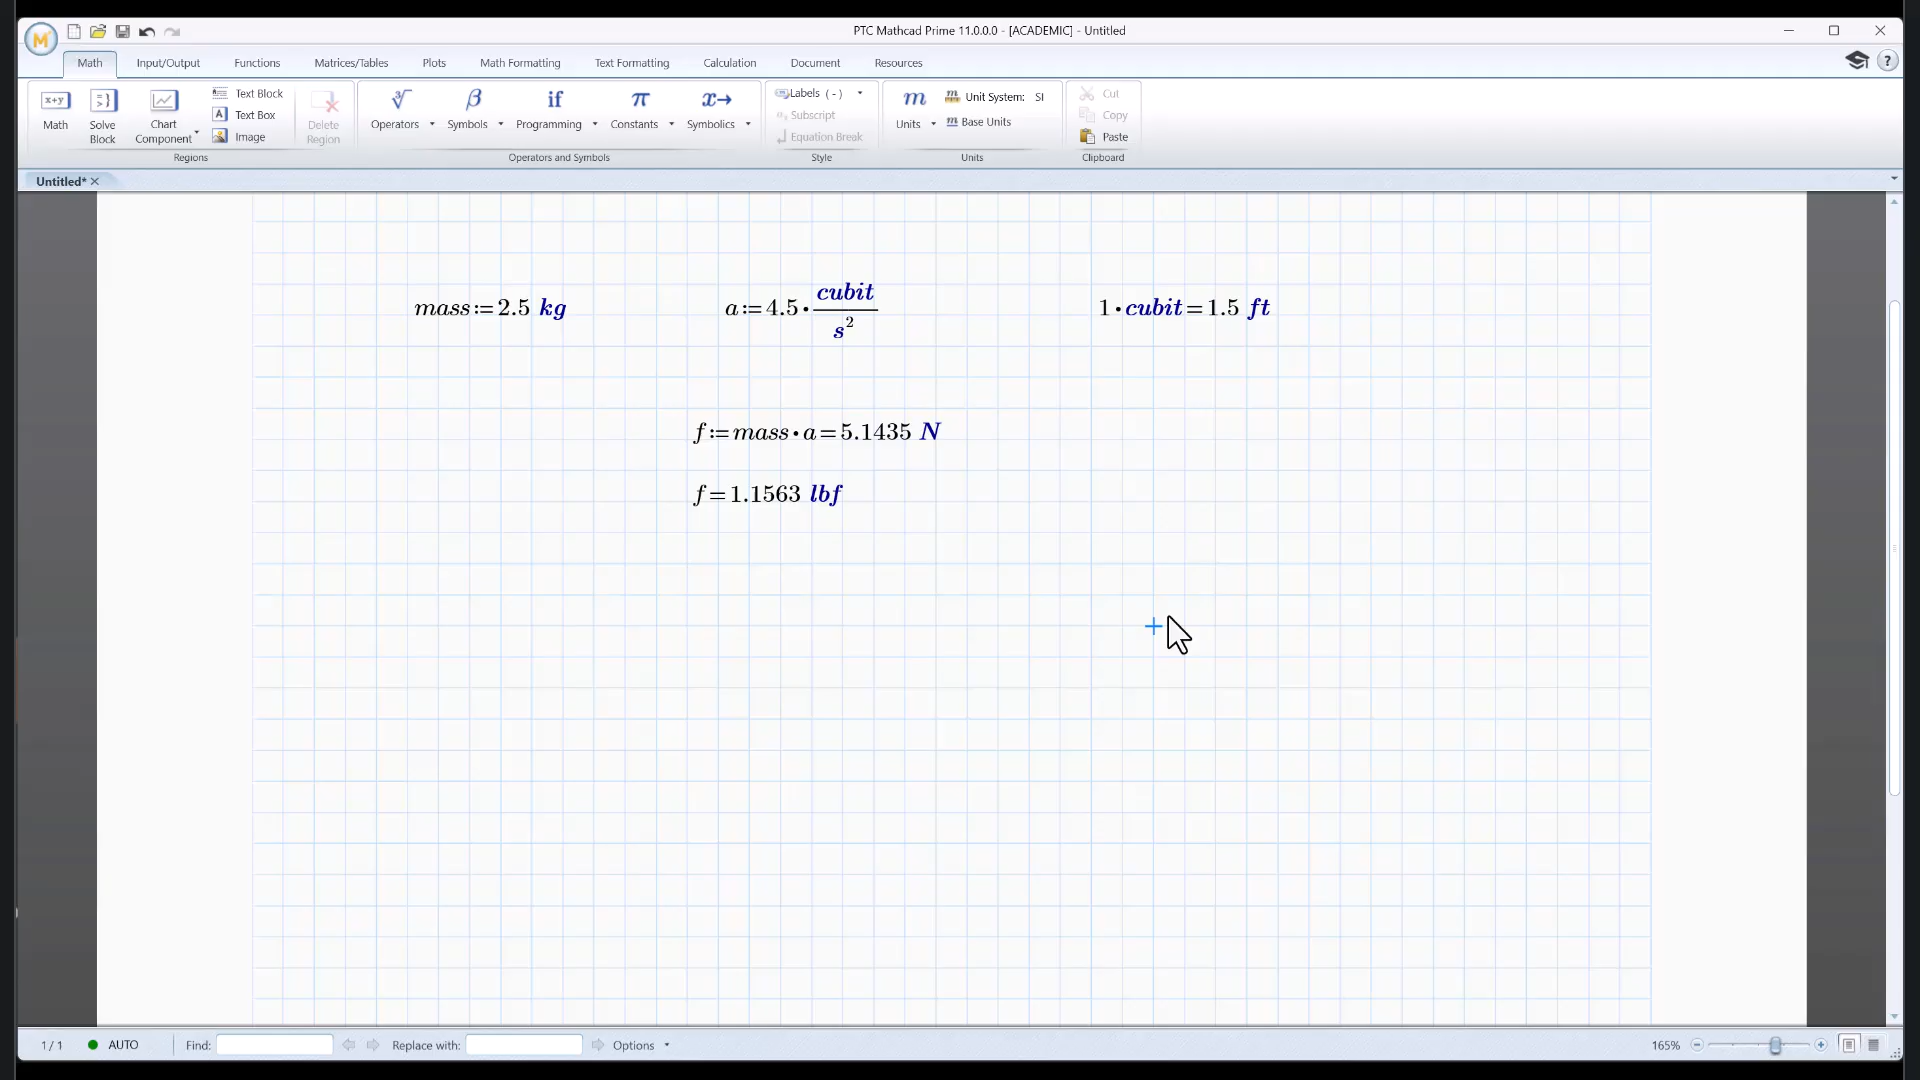 PTC Mathcad Prime 11.0.0.0 - [ACADEMIC] - Untitled
Math Input/Output Functions Matrices/Tables Plots Math Formatting Text Formatting Calculation Document Resources
Math
Solve Block
Chart Component
Text Block
Text Box
Image
Delete Region
Regions
Operators
Symbols
if
Programming
π
Constants
x→
Symbolics
Operators and Symbols
Labels ( - )
Subscript
Equation Break
Style
m
Units
Unit System: SI
Base Units
Units
Cut
Copy
Paste
Clipboard
Untitled*
mass:=2.5 kg
a:=4.5·cubit/s²
1·cubit=1.5 ft
f:=mass·a=5.1435 N
f=1.1563 lbf
1 / 1 AUTO Find: Replace with: Options 165%